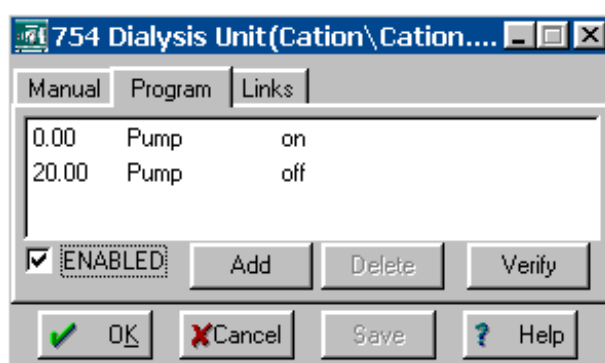 754 Dialysis Unit(Cation\Cation....
Manual Program Links
0.00 Pump on
20.00 Pump off
ENABLED Add Delete Verify
OK Cancel Save ? Help